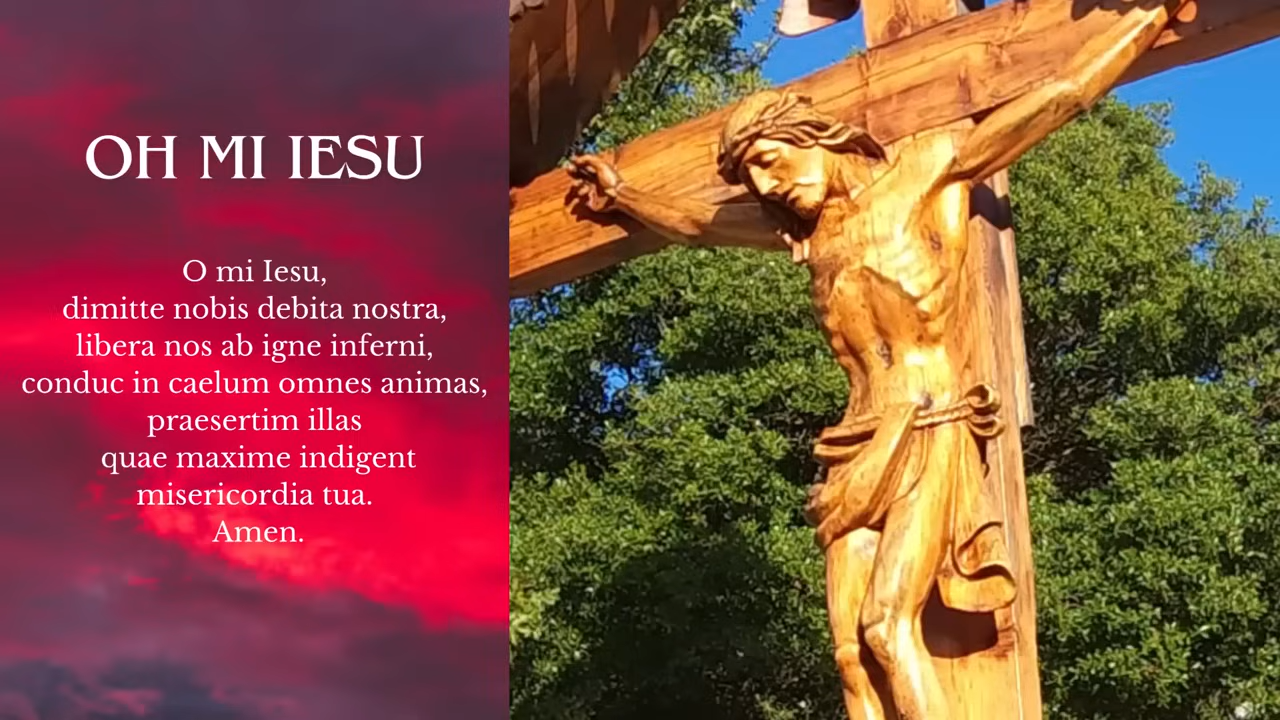 OH MI IESU
O mi Iesu,
dimitte nobis debita nostra,
libera nos ab igne inferni,
conduc in caelum omnes animas,
praesertim illas
quae maxime indigent
misericordia tua.
Amen.